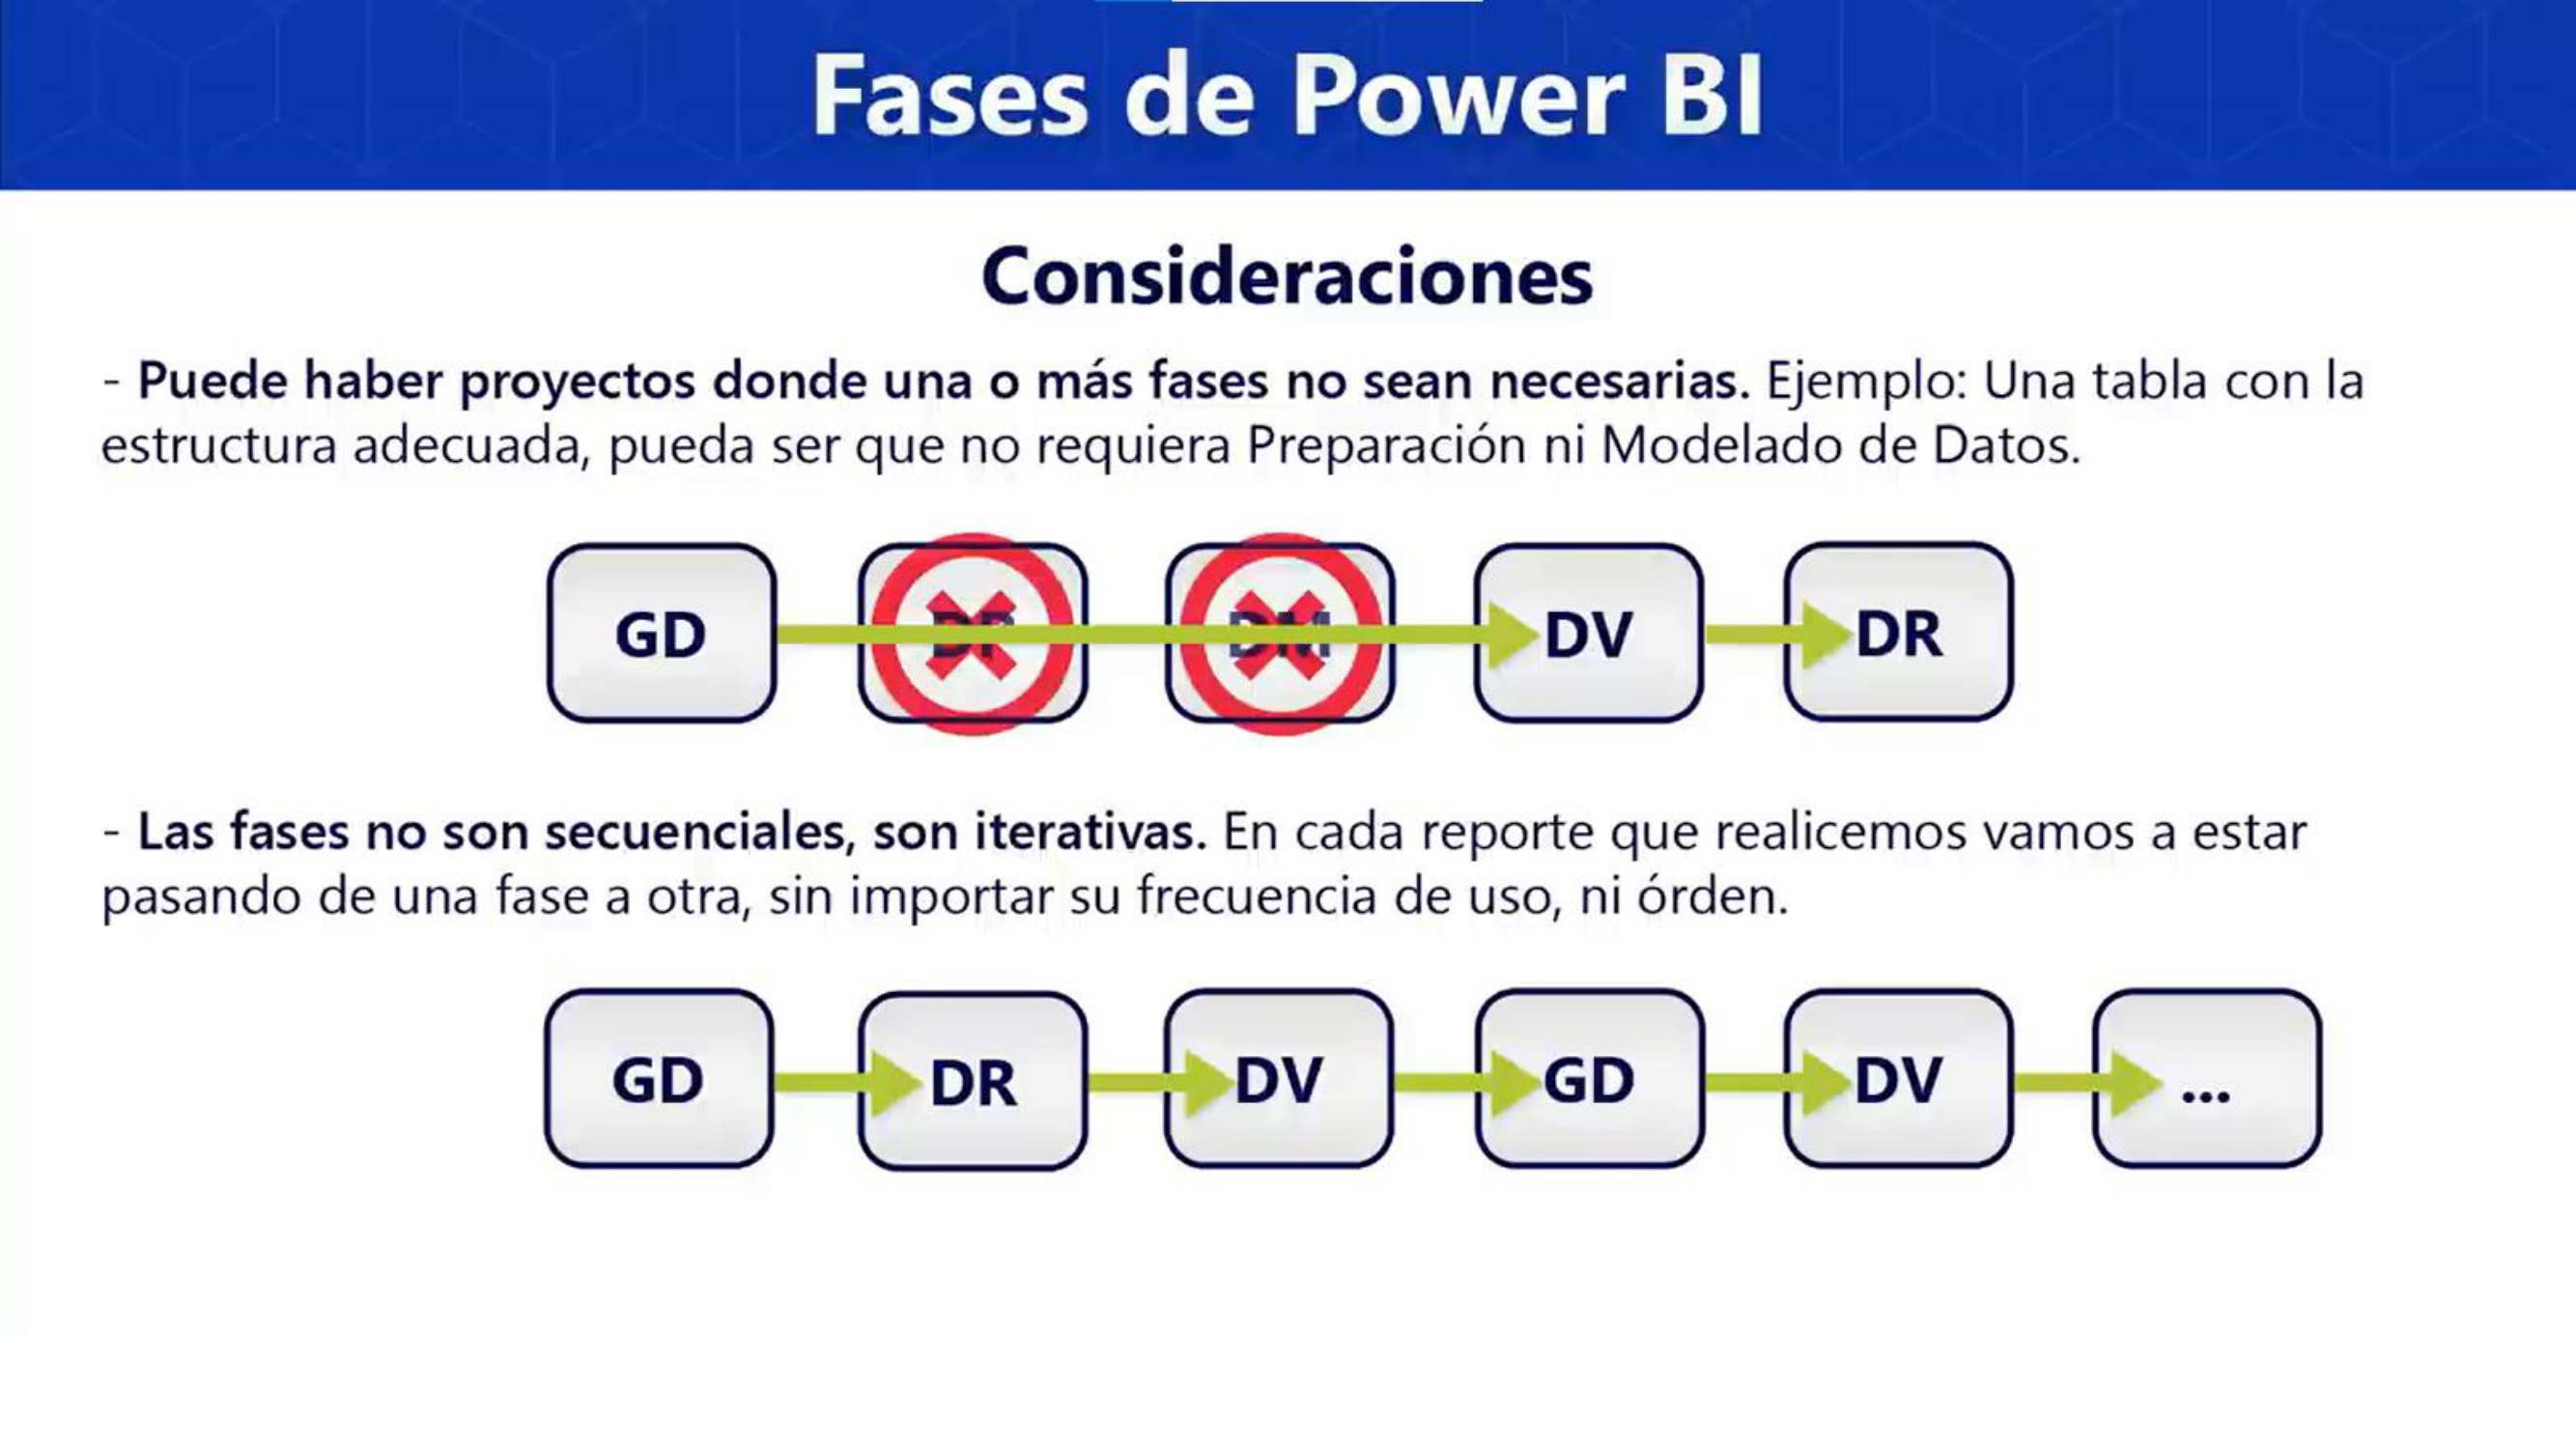 Fases de Power BI
Consideraciones
- Puede haber proyectos donde una o más fases no sean necesarias. Ejemplo: Una tabla con la
estructura adecuada, pueda ser que no requiera Preparación ni Modelado de Datos.
GD DP DM DV DR
- Las fases no son secuenciales, son iterativas. En cada reporte que realicemos vamos a estar
pasando de una fase a otra, sin importar su frecuencia de uso, ni órden.
GD DR DV GD DV ...